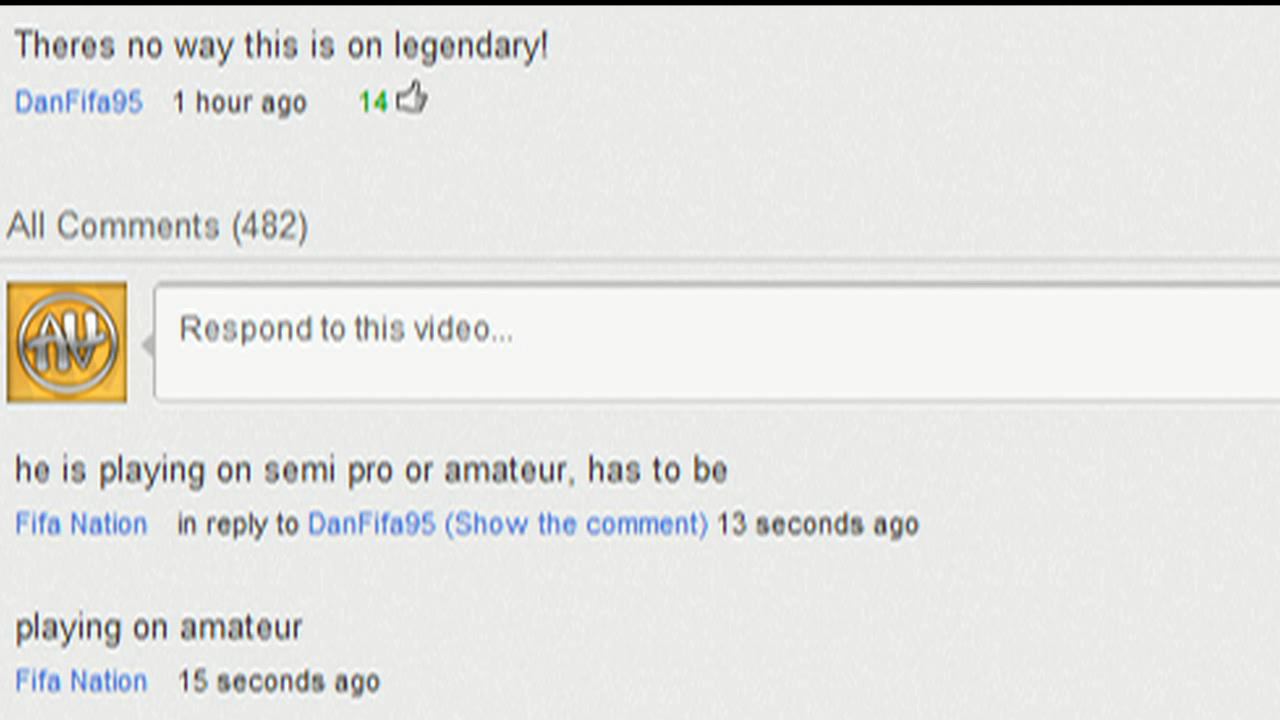 Theres no way this is on legendary!
DanFifa95 1 hour ago 14
All Comments (482)
AV
Respond to this video...
he is playing on semi pro or amateur, has to be
Fifa Nation in reply to DanFifa95 (Show the comment) 13 seconds ago
playing on amateur
Fifa Nation 15 seconds ago